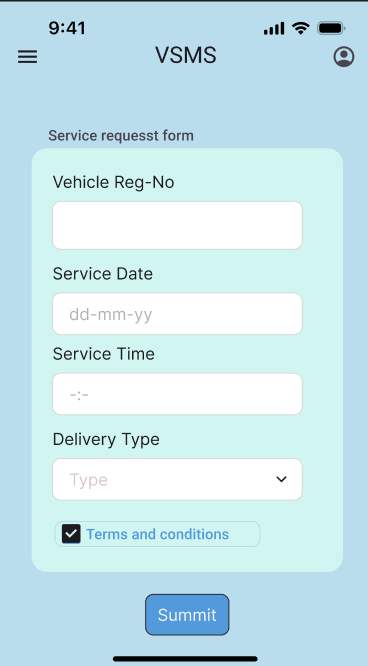 9:41
VSMS
Service requesst form
Vehicle Reg-No
Service Date
dd-mm-yy
Service Time
-:-
Delivery Type
Type
Terms and conditions
Summit